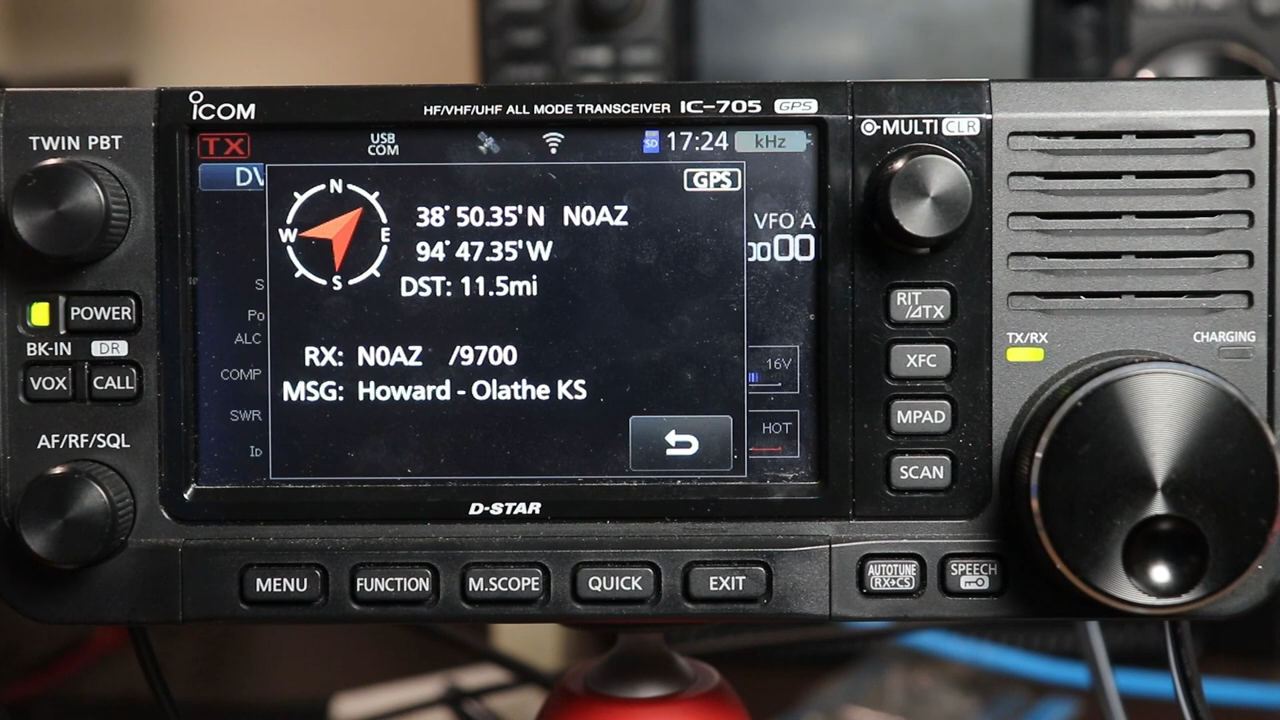 ICOM
HF/VHF/UHF ALL MODE TRANSCEIVER IC-705 GPS
TWIN PBT
MULTI CLR
TX
USB
COM
SD
17:24
kHz
DV
GPS
N
W E
S
38° 50.35'N N0AZ
94° 47.35'W
DST: 11.5mi
RX: N0AZ /9700
MSG: Howard - Olathe KS
VFO A
00
S
Po
ALC
COMP
SWR
ID
16V
HOT
POWER
BK-IN DR
VOX CALL
AF/RF/SQL
RIT
/⊿TX
XFC
MPAD
SCAN
TX/RX
CHARGING
D-STAR
MENU FUNCTION M.SCOPE QUICK EXIT
AUTOTUNE
RX→CS
SPEECH